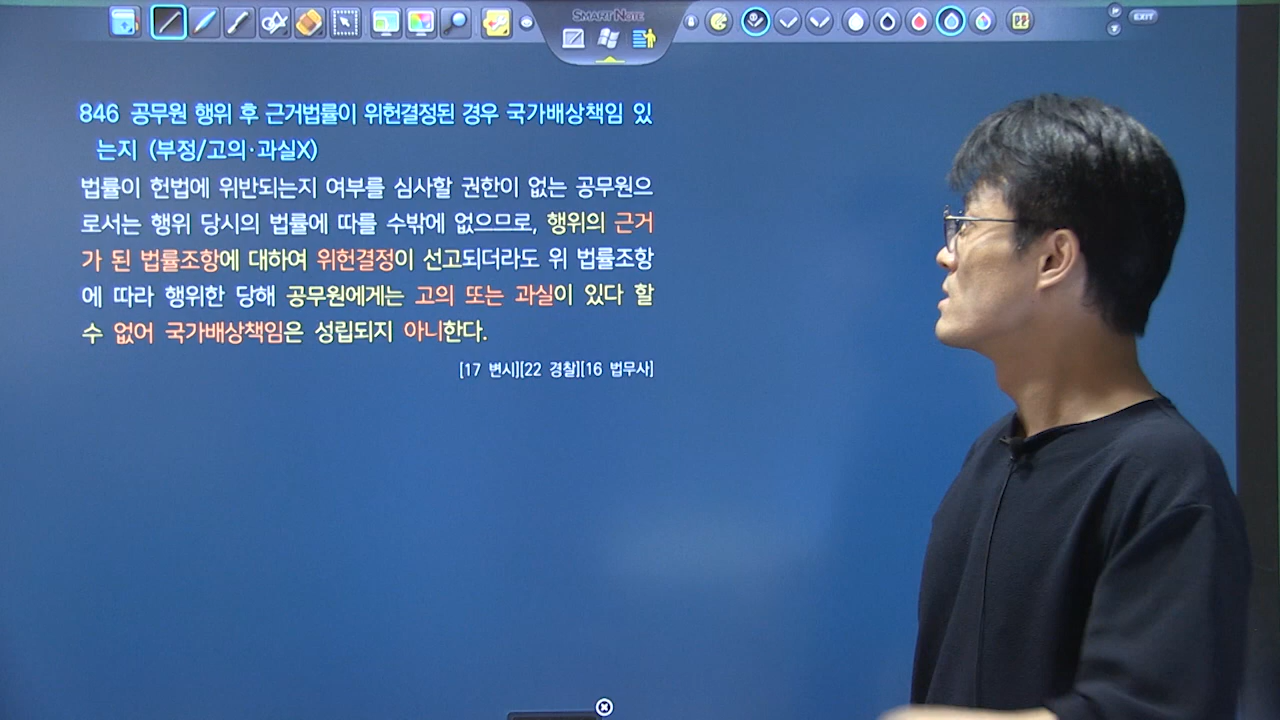 SMART NOTE
EXIT
846 공무원 행위 후 근거법률이 위헌결정된 경우 국가배상책임 있
는지 (부정/고의·과실X)
법률이 헌법에 위반되는지 여부를 심사할 권한이 없는 공무원으
로서는 행위 당시의 법률에 따를 수밖에 없으므로, 행위의 근거
가 된 법률조항에 대하여 위헌결정이 선고되더라도 위 법률조항
에 따라 행위한 당해 공무원에게는 고의 또는 과실이 있다 할
수 없어 국가배상책임은 성립되지 아니한다.
[17 변시][22 경찰][16 법무사]